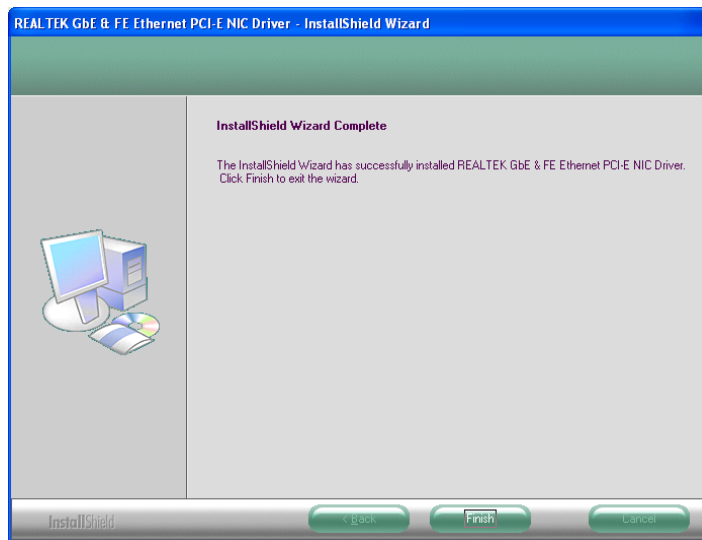 REALTEK GbE & FE Ethernet PCI-E NIC Driver - InstallShield Wizard
InstallShield Wizard Complete
The InstallShield Wizard has successfully installed REALTEK GbE & FE Ethernet PCI-E NIC Driver.
Click Finish to exit the wizard.
InstallShield
< Back
Finish
Cancel